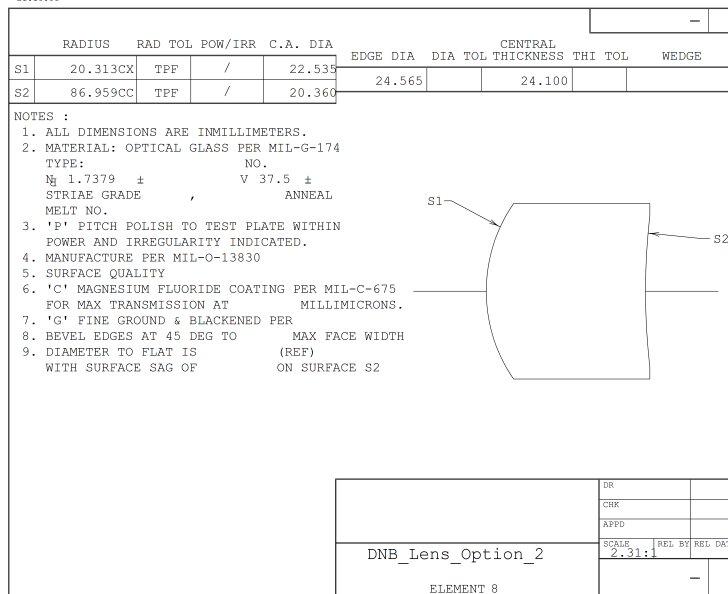 –
RADIUS RAD TOL POW/IRR C.A. DIA EDGE DIA DIA TOL CENTRAL THICKNESS THI TOL WEDGE
S1 20.313CX TPF / 22.535
24.565 24.100
S2 86.959CC TPF / 20.360
NOTES :
1. ALL DIMENSIONS ARE INMILLIMETERS.
2. MATERIAL: OPTICAL GLASS PER MIL-G-174
TYPE: NO.
Nd 1.7379 ± V 37.5 ±
STRIAE GRADE , ANNEAL
MELT NO.
3. 'P' PITCH POLISH TO TEST PLATE WITHIN
POWER AND IRREGULARITY INDICATED.
4. MANUFACTURE PER MIL-O-13830
5. SURFACE QUALITY
6. 'C' MAGNESIUM FLUORIDE COATING PER MIL-C-675
FOR MAX TRANSMISSION AT MILLIMICRONS.
7. 'G' FINE GROUND & BLACKENED PER
8. BEVEL EDGES AT 45 DEG TO MAX FACE WIDTH
9. DIAMETER TO FLAT IS (REF)
WITH SURFACE SAG OF ON SURFACE S2
S1
S2
DR
CHK
APPD
SCALE REL BY REL DAT
2.31:1
DNB_Lens_Option_2
–
ELEMENT 8